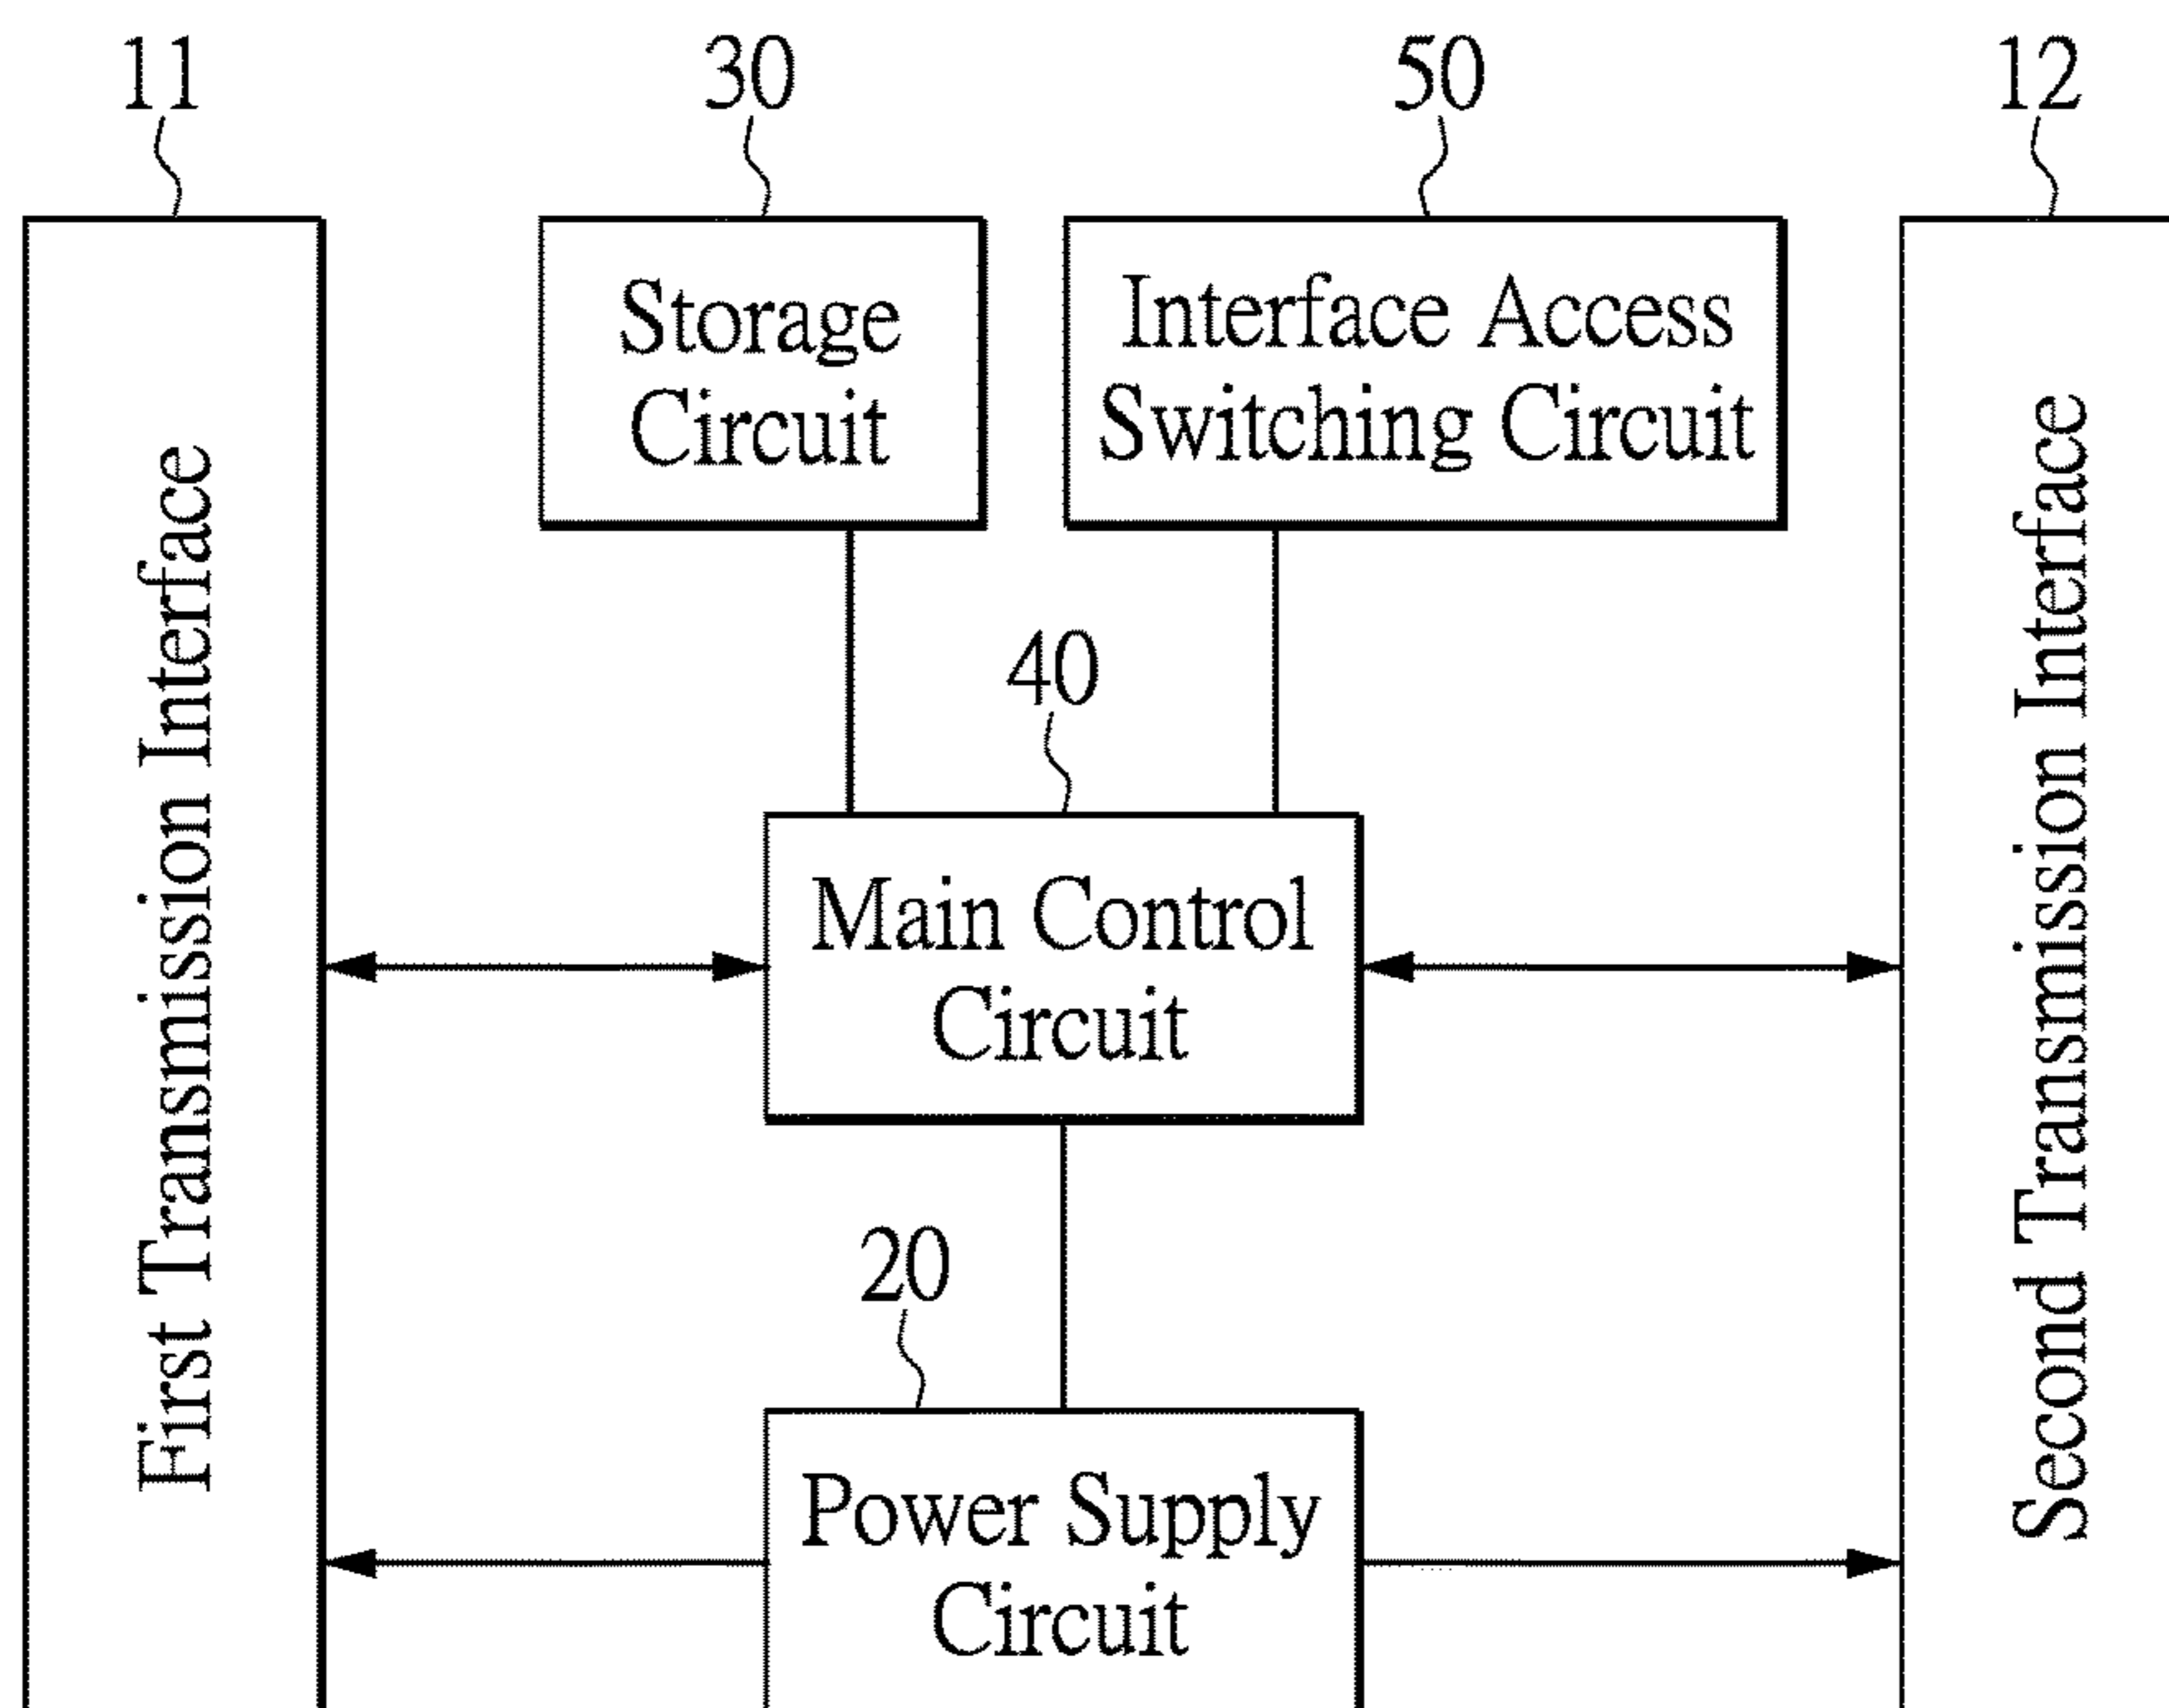 11
30
50
12
Storage
Circuit
Interface Access
Switching Circuit
First Transmission Interface
Second Transmission Interface
40
Main Control
Circuit
20
Power Supply
Circuit